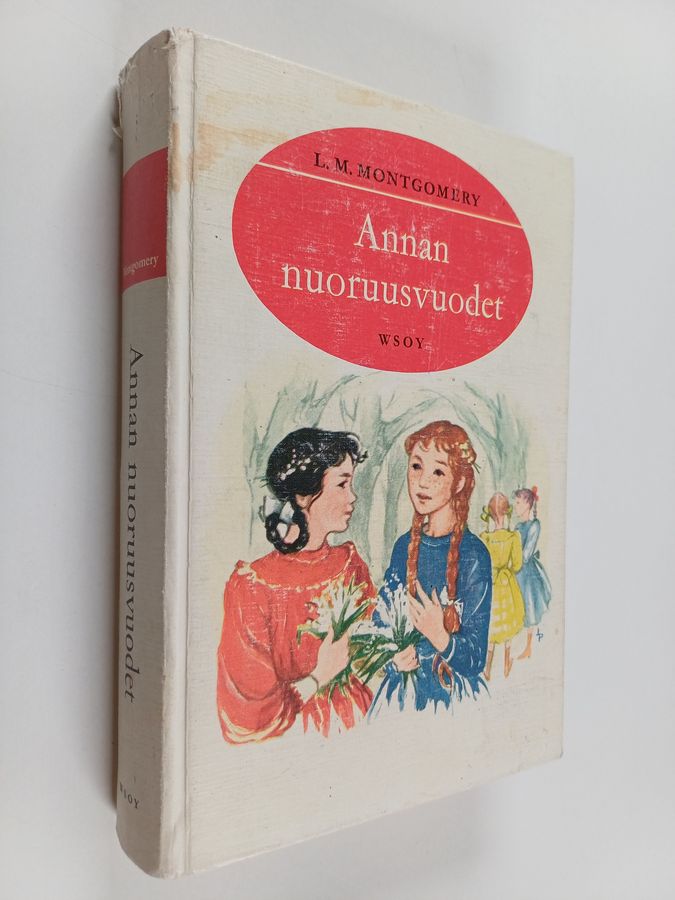 L. M. MONTGOMERY
Annan
nuoruusvuodet
WSOY
Montgomery
Annan nuoruusvuodet
WSOY